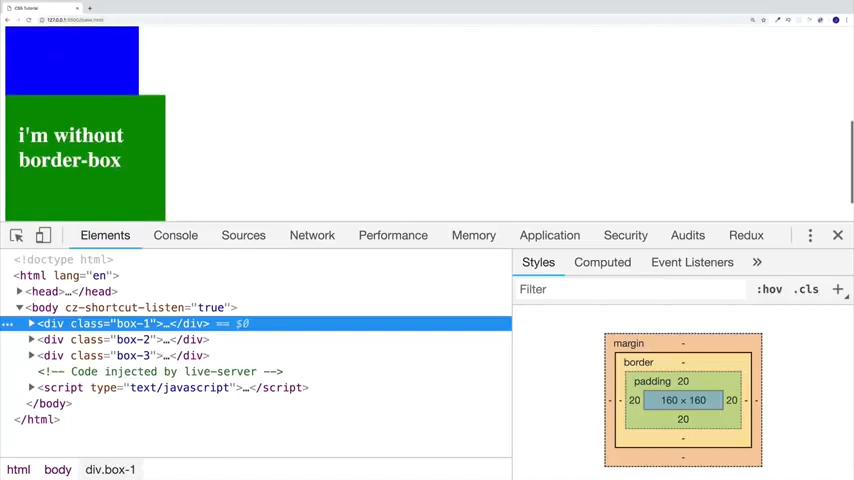 CSS Tutorial
i'm without
border-box
Elements Console Sources Network Performance Memory Application Security Audits Redux
<!doctype html>
<html lang="en">
<head>…</head>
<body cz-shortcut-listen="true">
<div class="box-1">…</div> == $0
<div class="box-2">…</div>
<div class="box-3">…</div>
<!-- Code injected by live-server -->
<script type="text/javascript">…</script>
</body>
</html>
html body div.box-1
Styles Computed Event Listeners
Filter :hov .cls
margin -
border -
padding 20
- - 20 160 × 160 20 - -
20
-
-